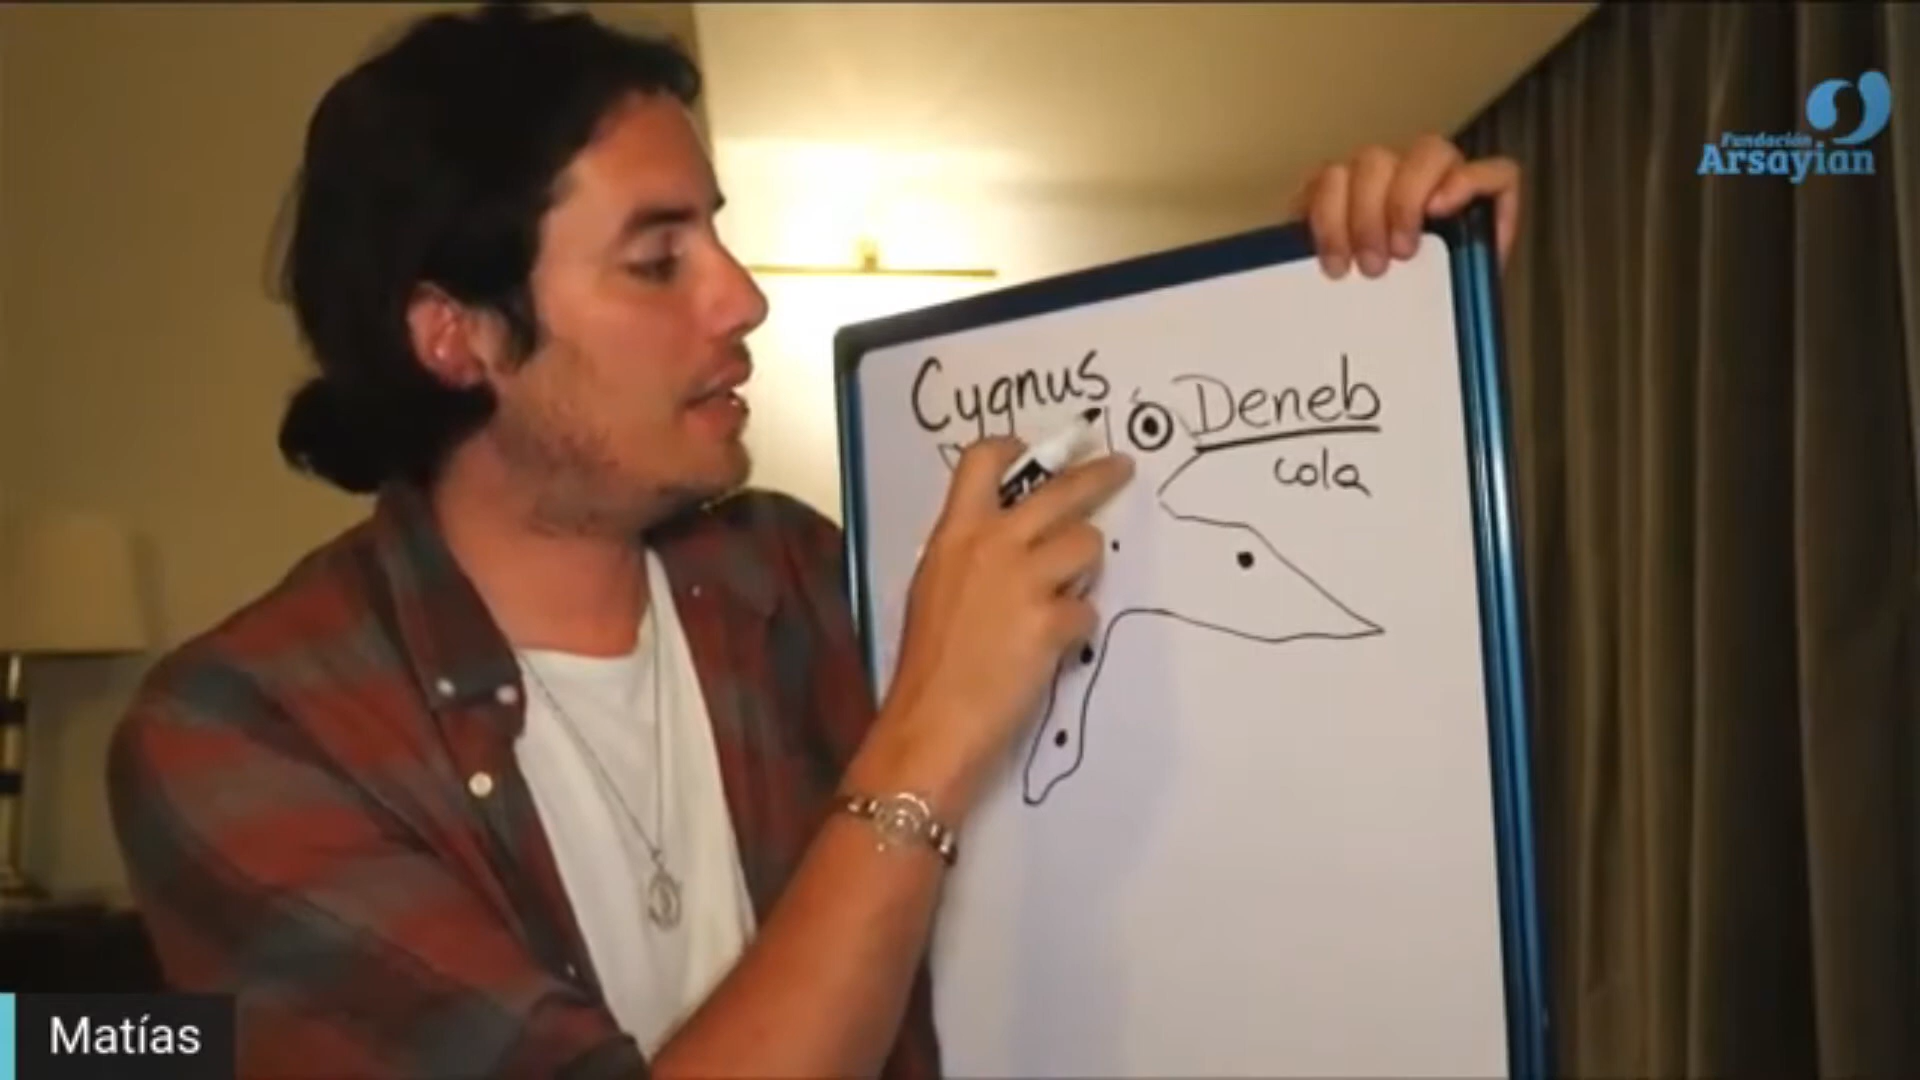 Fundación
Arsayian
Cygnus
Deneb
cola
Matías